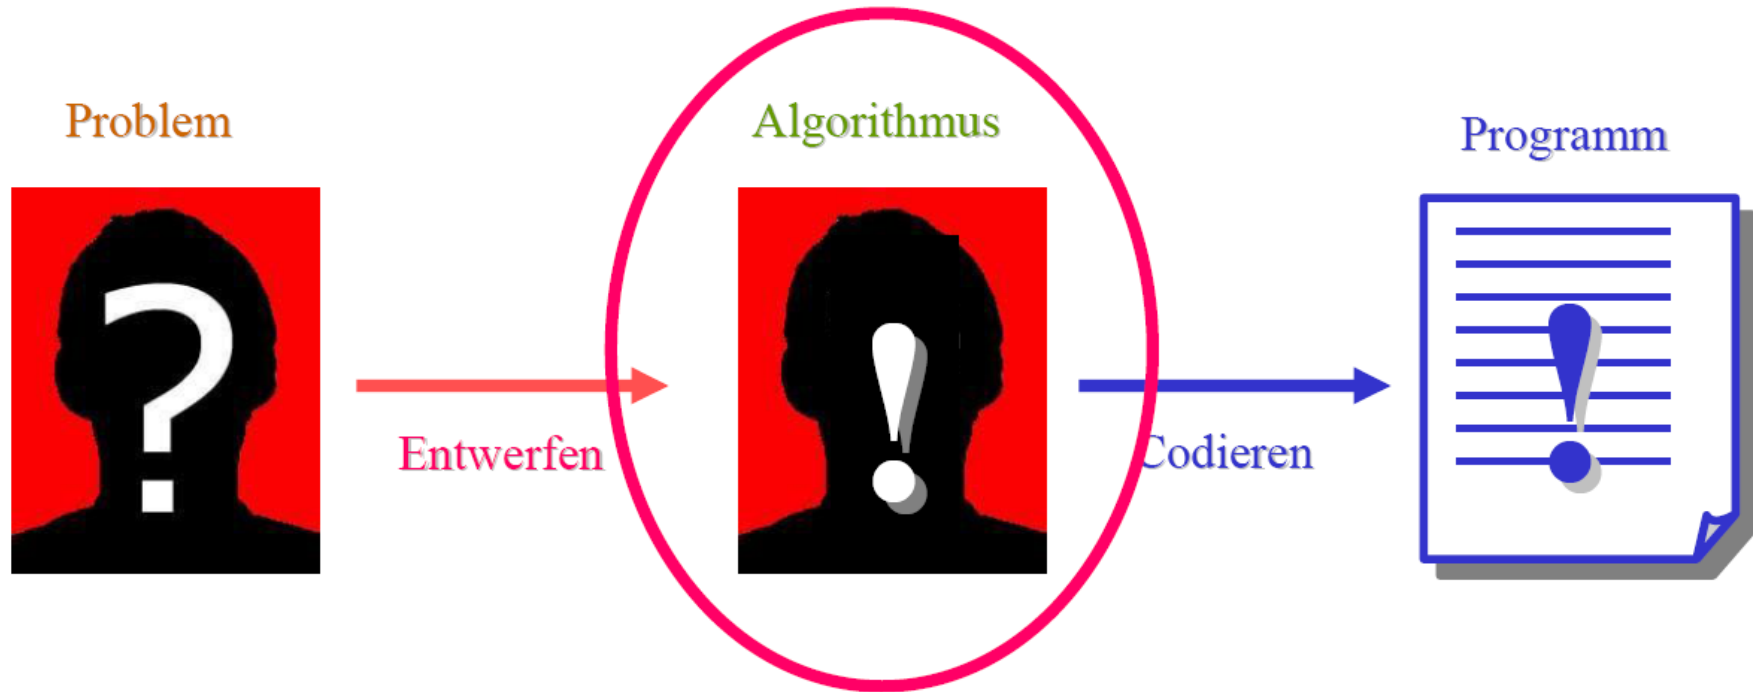 Problem
Algorithmus
Programm
?
!
!
Entwerfen
Codieren